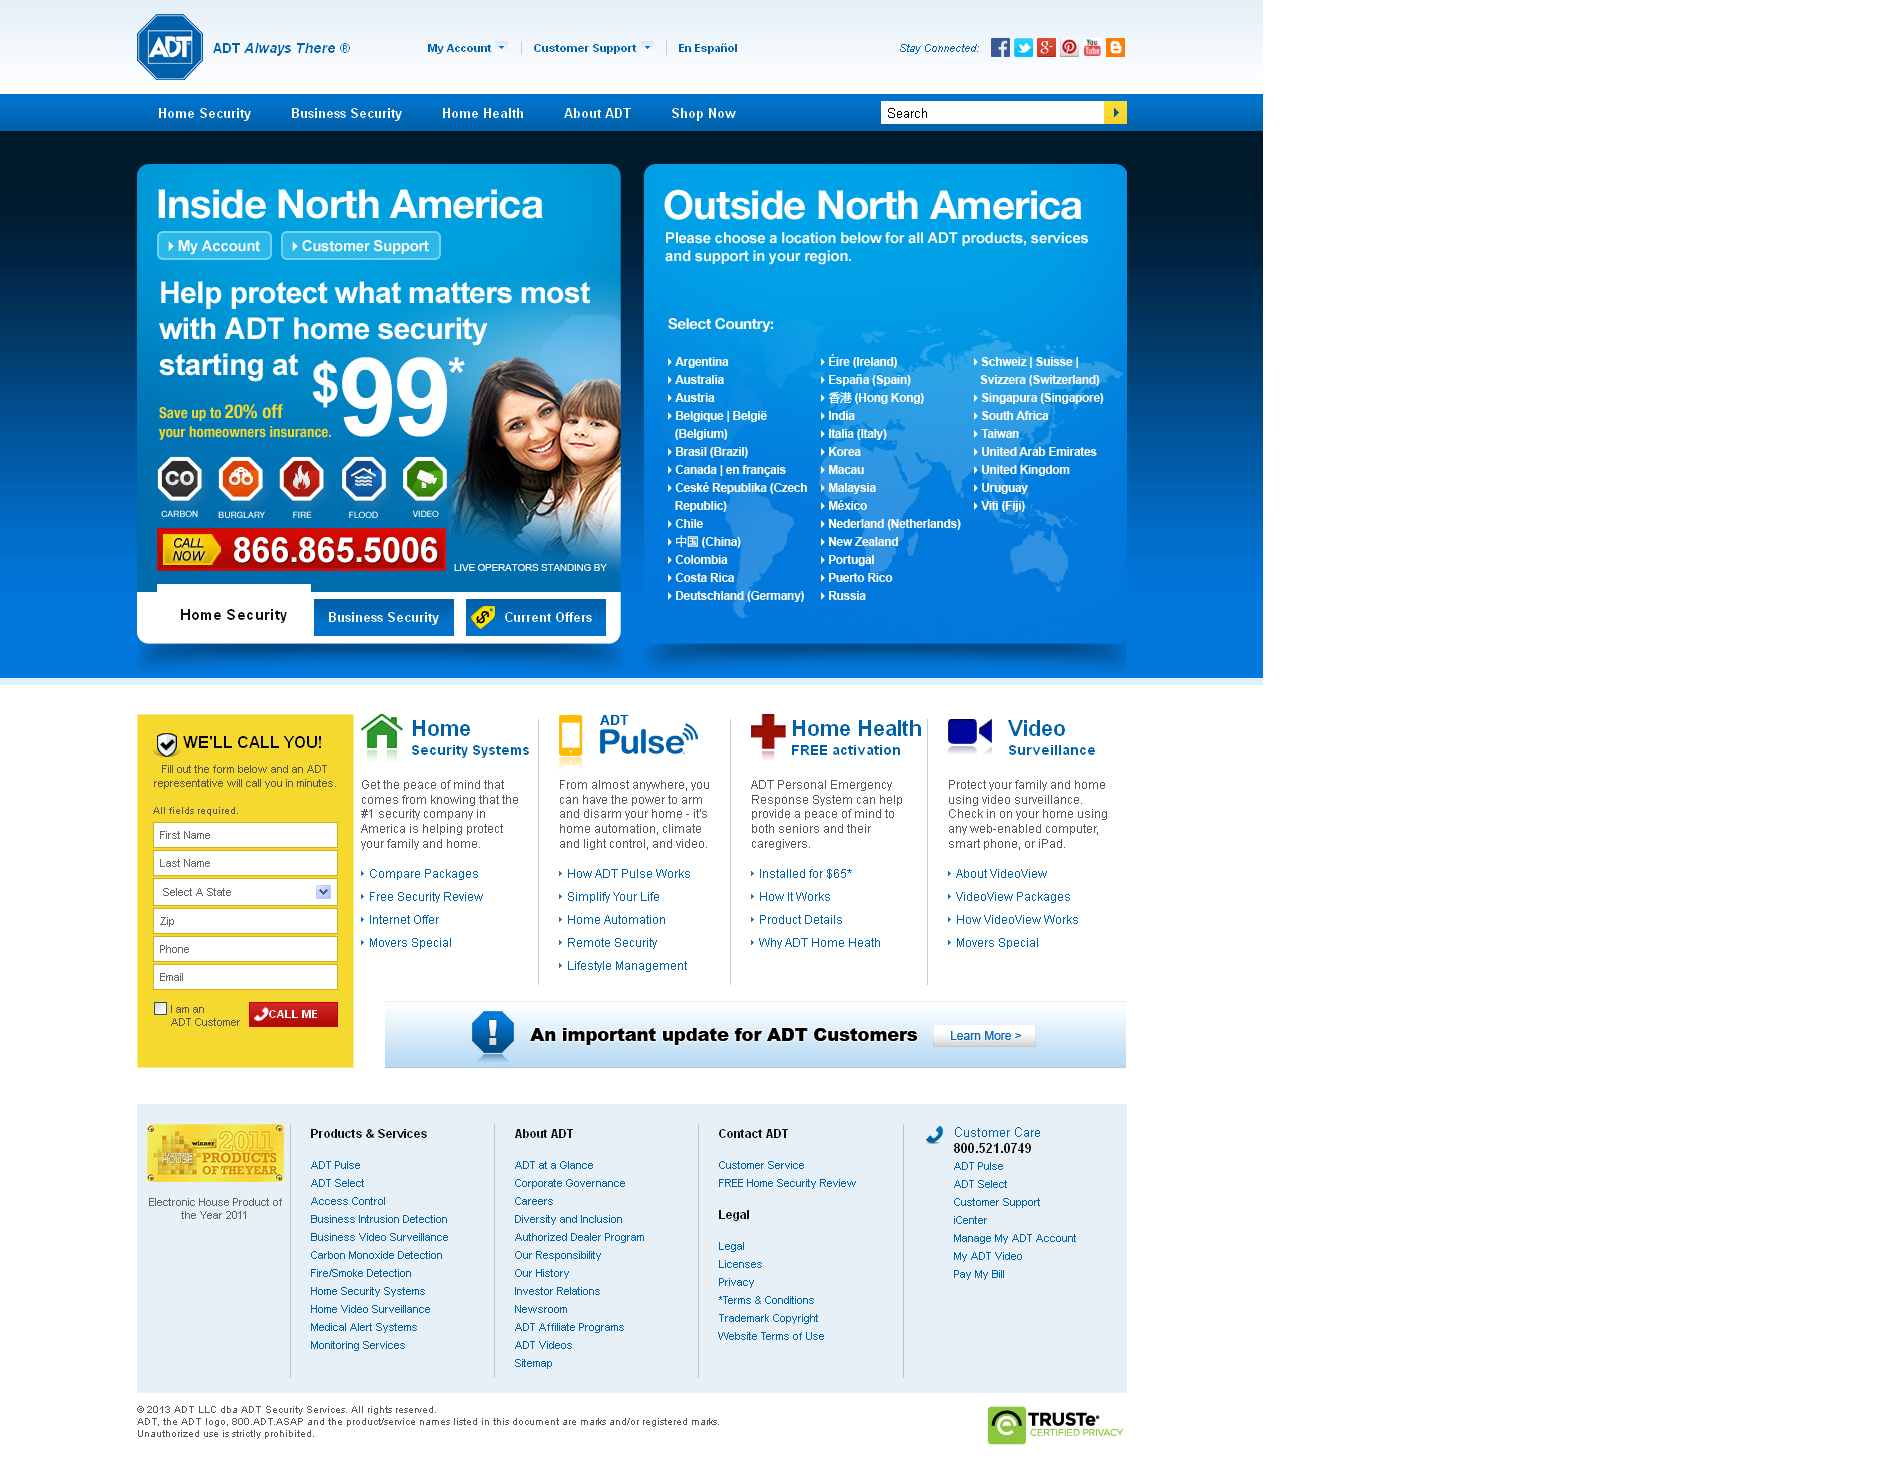 ADT
ADT Always There ®
My Account
Customer Support
En Español
Stay Connected:
You Tube
Home Security
Business Security
Home Health
About ADT
Shop Now
Search
Inside North America
My Account
Customer Support
Help protect what matters most
with ADT home security
starting at $99*
Save up to 20% off
your homeowners insurance.
CO
CARBON
BURGLARY
FIRE
FLOOD
VIDEO
CALL NOW 866.865.5006
LIVE OPERATORS STANDING BY
Home Security
Business Security
Current Offers
Outside North America
Please choose a location below for all ADT products, services
and support in your region.
Select Country:
Argentina
Australia
Austria
Belgique | België
(Belgium)
Brasil (Brazil)
Canada | en français
Ceské Republika (Czech
Republic)
Chile
中国 (China)
Colombia
Costa Rica
Deutschland (Germany)
Éire (Ireland)
España (Spain)
香港 (Hong Kong)
India
Italia (Italy)
Korea
Macau
Malaysia
México
Nederland (Netherlands)
New Zealand
Portugal
Puerto Rico
Russia
Schweiz | Suisse |
Svizzera (Switzerland)
Singapura (Singapore)
South Africa
Taiwan
United Arab Emirates
United Kingdom
Uruguay
Viti (Fiji)
WE'LL CALL YOU!
Fill out the form below and an ADT
representative will call you in minutes.
All fields required.
First Name
Last Name
Select A State
Zip
Phone
Email
I am an
ADT Customer
CALL ME
Home
Security Systems
Get the peace of mind that
comes from knowing that the
#1 security company in
America is helping protect
your family and home.
Compare Packages
Free Security Review
Internet Offer
Movers Special
ADT
Pulse
From almost anywhere, you
can have the power to arm
and disarm your home - it's
home automation, climate
and light control, and video.
How ADT Pulse Works
Simplify Your Life
Home Automation
Remote Security
Lifestyle Management
Home Health
FREE activation
ADT Personal Emergency
Response System can help
provide a peace of mind to
both seniors and their
caregivers.
Installed for $65*
How It Works
Product Details
Why ADT Home Heath
Video
Surveillance
Protect your family and home
using video surveillance.
Check in on your home using
any web-enabled computer,
smart phone, or iPad.
About VideoView
VideoView Packages
How VideoView Works
Movers Special
An important update for ADT Customers
Learn More >
winner 2011
HOUSE PRODUCTS
OF THE YEAR
Electronic House Product of
the Year 2011
Products & Services
ADT Pulse
ADT Select
Access Control
Business Intrusion Detection
Business Video Surveillance
Carbon Monoxide Detection
Fire/Smoke Detection
Home Security Systems
Home Video Surveillance
Medical Alert Systems
Monitoring Services
About ADT
ADT at a Glance
Corporate Governance
Careers
Diversity and Inclusion
Authorized Dealer Program
Our Responsibility
Our History
Investor Relations
Newsroom
ADT Affiliate Programs
ADT Videos
Sitemap
Contact ADT
Customer Service
FREE Home Security Review
Legal
Legal
Licenses
Privacy
*Terms & Conditions
Trademark Copyright
Website Terms of Use
Customer Care
800.521.0749
ADT Pulse
ADT Select
Customer Support
iCenter
Manage My ADT Account
My ADT Video
Pay My Bill
© 2013 ADT LLC dba ADT Security Services. All rights reserved.
ADT, the ADT logo, 800.ADT.ASAP and the product/service names listed in this document are marks and/or registered marks.
Unauthorized use is strictly prohibited.
TRUSTe
CERTIFIED PRIVACY